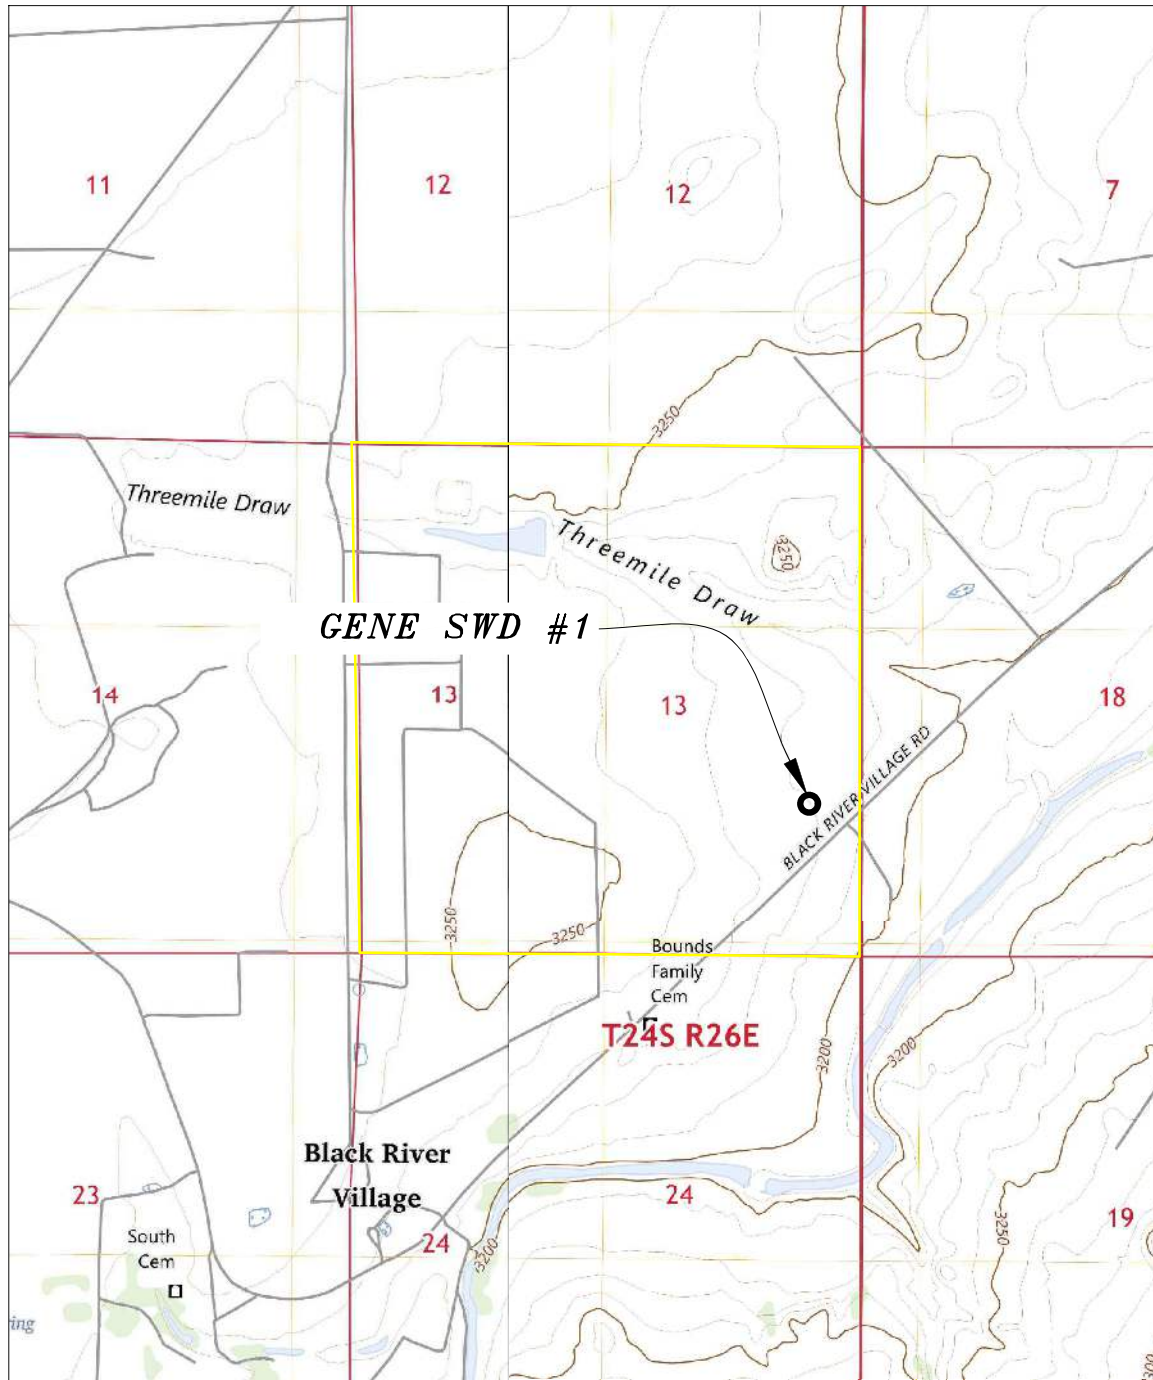 11
12
12
7
3250
Threemile Draw
Threemile Draw
3250
GENE SWD #1
14
13
13
18
BLACK RIVER VILLAGE RD
3250
3250
Bounds
Family
Cem
T24S R26E
3200
3200
Black River
Village
23
24
24
19
South
Cem
3200
3250
ring